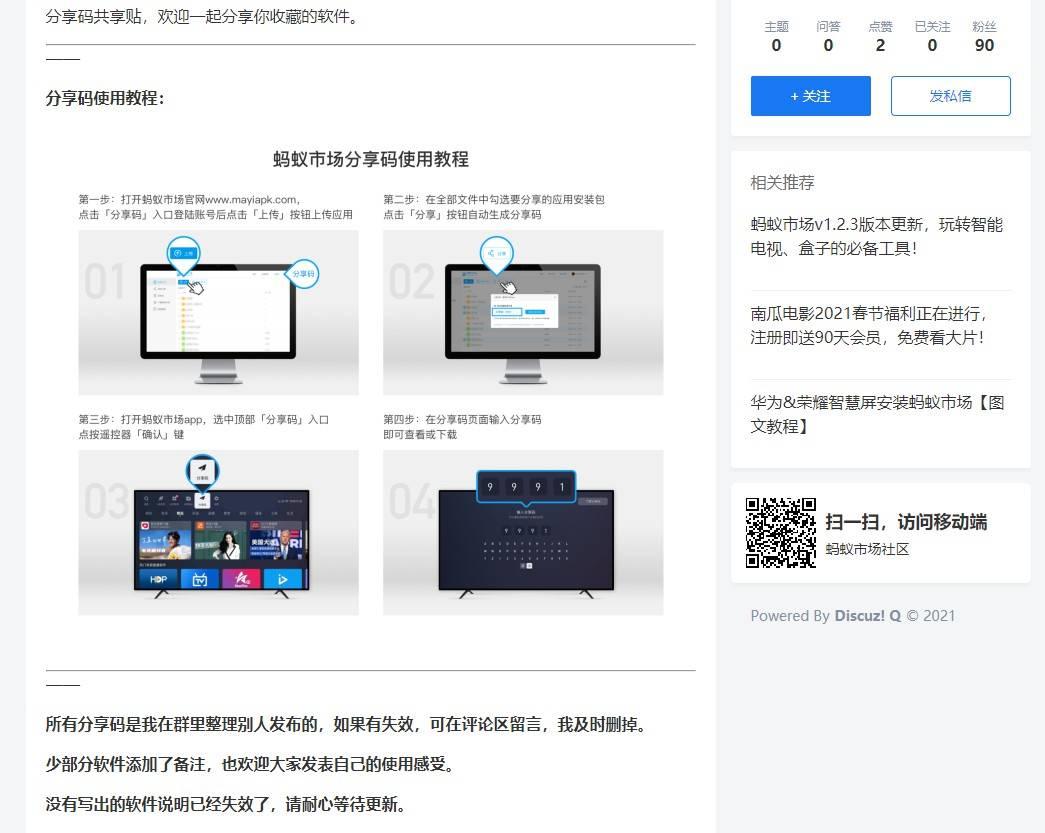 分享码共享贴，欢迎一起分享你收藏的软件。
——
分享码使用教程：
蚂蚁市场分享码使用教程
第一步：打开蚂蚁市场官网www.mayiapk.com，
点击「分享码」入口登陆账号后点击「上传」按钮上传应用
第二步：在全部文件中勾选要分享的应用安装包
点击「分享」按钮自动生成分享码
01
上传
分享码
02
分享
第三步：打开蚂蚁市场app，选中顶部「分享码」入口
点按遥控器「确认」键
第四步：在分享码页面输入分享码
即可查看或下载
03
分享码
HDP
04
9 9 9 1
输入分享码
9 9 9 1
——
所有分享码是我在群里整理别人发布的，如果有失效，可在评论区留言，我及时删掉。
少部分软件添加了备注，也欢迎大家发表自己的使用感受。
没有写出的软件说明已经失效了，请耐心等待更新。
主题 问答 点赞 已关注 粉丝
0 0 2 0 90
+ 关注
发私信
相关推荐
蚂蚁市场v1.2.3版本更新，玩转智能
电视、盒子的必备工具！
南瓜电影2021春节福利正在进行，
注册即送90天会员，免费看大片！
华为&荣耀智慧屏安装蚂蚁市场【图
文教程】
扫一扫，访问移动端
蚂蚁市场社区
Powered By Discuz! Q © 2021